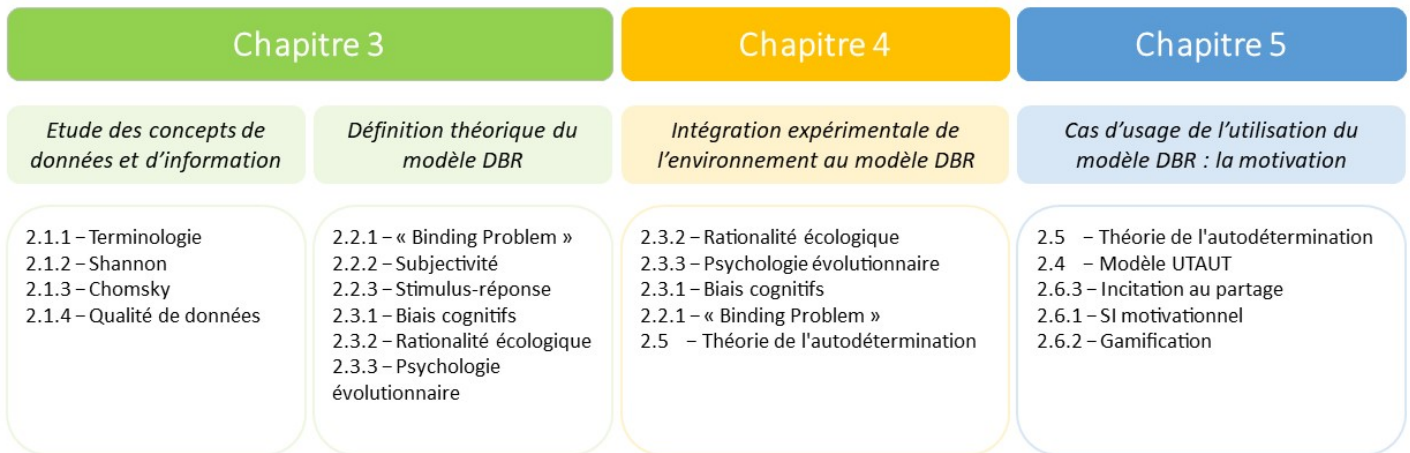 Chapitre 3
Etude des concepts de
données et d'information
2.1.1 – Terminologie
2.1.2 – Shannon
2.1.3 – Chomsky
2.1.4 – Qualité de données
Définition théorique du
modèle DBR
2.2.1 – « Binding Problem »
2.2.2 – Subjectivité
2.2.3 – Stimulus-réponse
2.3.1 – Biais cognitifs
2.3.2 – Rationalité écologique
2.3.3 – Psychologie
évolutionnaire
Chapitre 4
Intégration expérimentale de
l'environnement au modèle DBR
2.3.2 – Rationalité écologique
2.3.3 – Psychologie évolutionnaire
2.3.1 – Biais cognitifs
2.2.1 – « Binding Problem »
2.5 – Théorie de l'autodétermination
Chapitre 5
Cas d'usage de l'utilisation du
modèle DBR : la motivation
2.5 – Théorie de l'autodétermination
2.4 – Modèle UTAUT
2.6.3 – Incitation au partage
2.6.1 – SI motivationnel
2.6.2 – Gamification